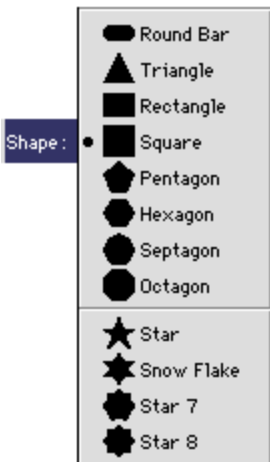 Round Bar
Triangle
Rectangle
Shape: Square
Pentagon
Hexagon
Septagon
Octagon
Star
Snow Flake
Star 7
Star 8